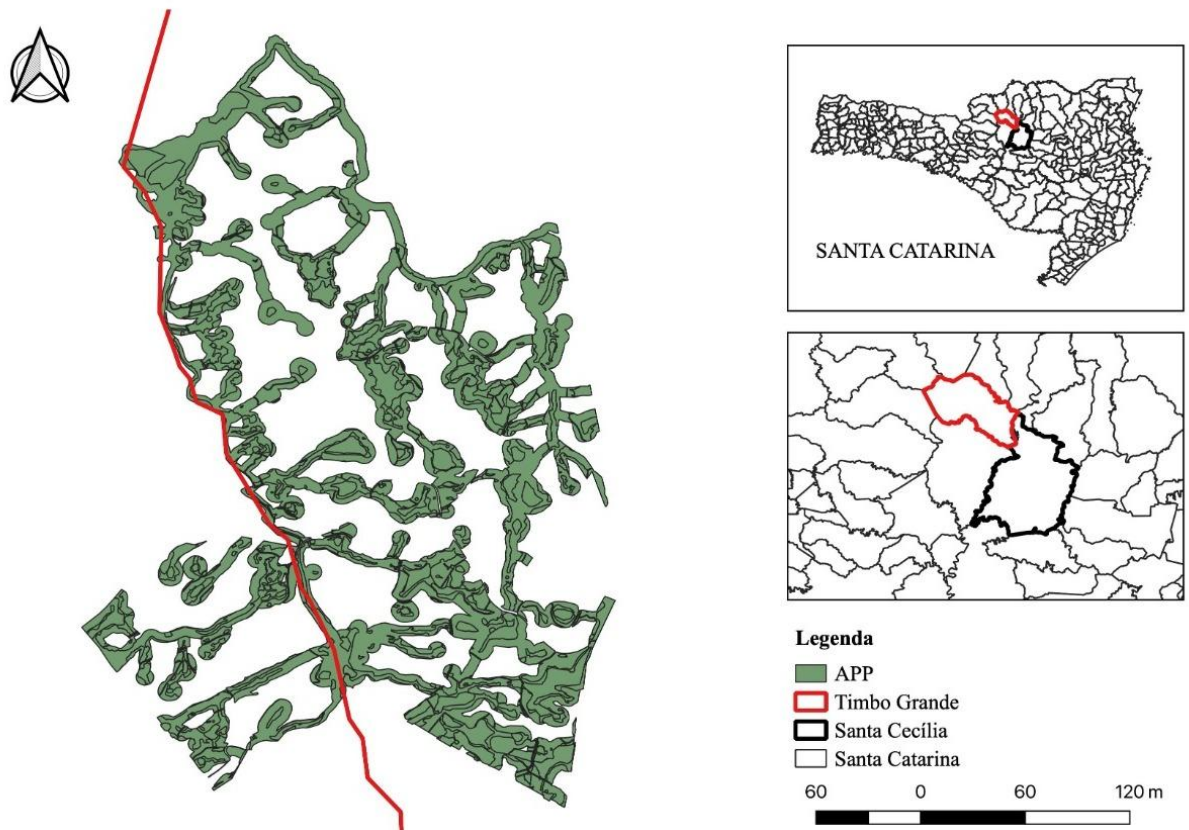 SANTA CATARINA
Legenda
APP
Timbo Grande
Santa Cecília
Santa Catarina
60 0 60 120 m